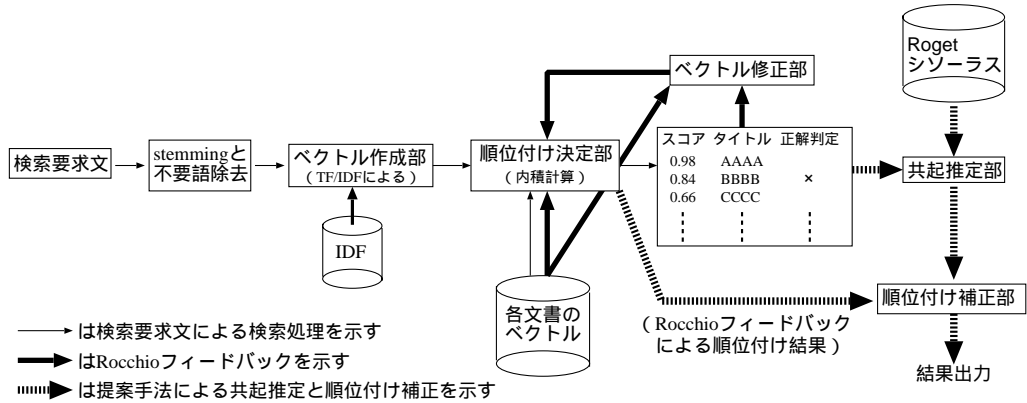 Roget
シソーラス
ベクトル修正部
検索要求文
stemmingと
不要語除去
ベクトル作成部
（TF/IDFによる）
順位付け決定部
（内積計算）
スコア タイトル 正解判定
0.98 AAAA
0.84 BBBB ×
0.66 CCCC
共起推定部
IDF
各文書の
ベクトル
順位付け補正部
（Rocchioフィードバック
による順位付け結果）
結果出力
は検索要求文による検索処理を示す
はRocchioフィードバックを示す
は提案手法による共起推定と順位付け補正を示す